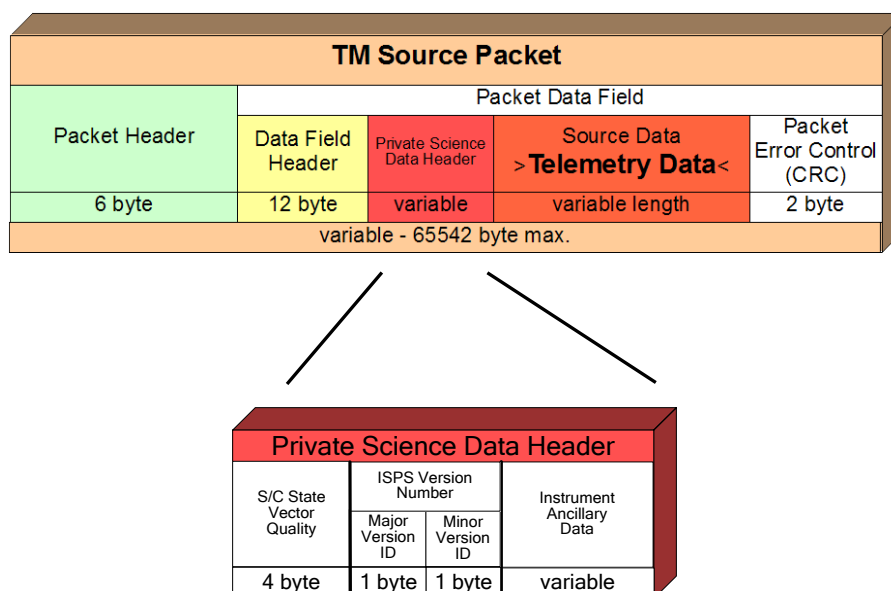 TM Source Packet
Packet Header
Packet Data Field
Data Field
Header
Private Science
Data Header
Source Data
>Telemetry Data<
Packet
Error Control
(CRC)
6 byte
12 byte
variable
variable length
2 byte
variable - 65542 byte max.
Private Science Data Header
S/C State
Vector
Quality
ISPS Version
Number
Major
Version
ID
Minor
Version
ID
Instrument
Ancillary
Data
4 byte
1 byte
1 byte
variable